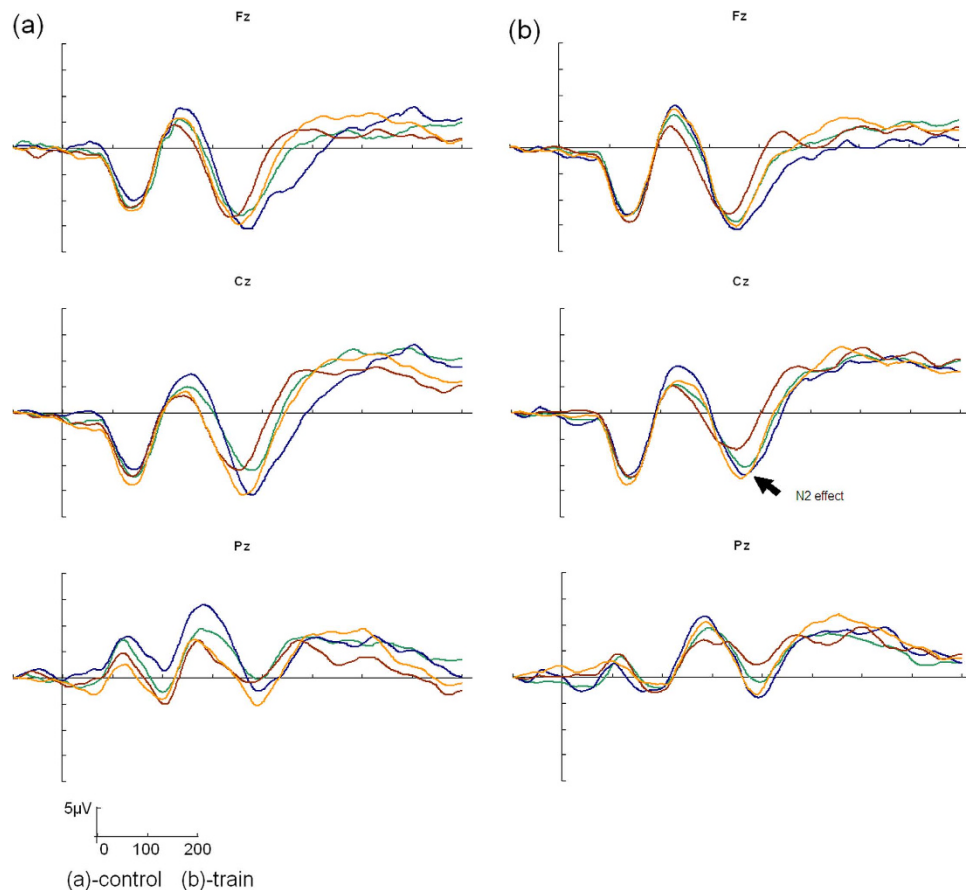 (a)
Fz
(b)
Fz
Cz
Cz
N2 effect
Pz
Pz
5µV
0 100 200
(a)-control (b)-train